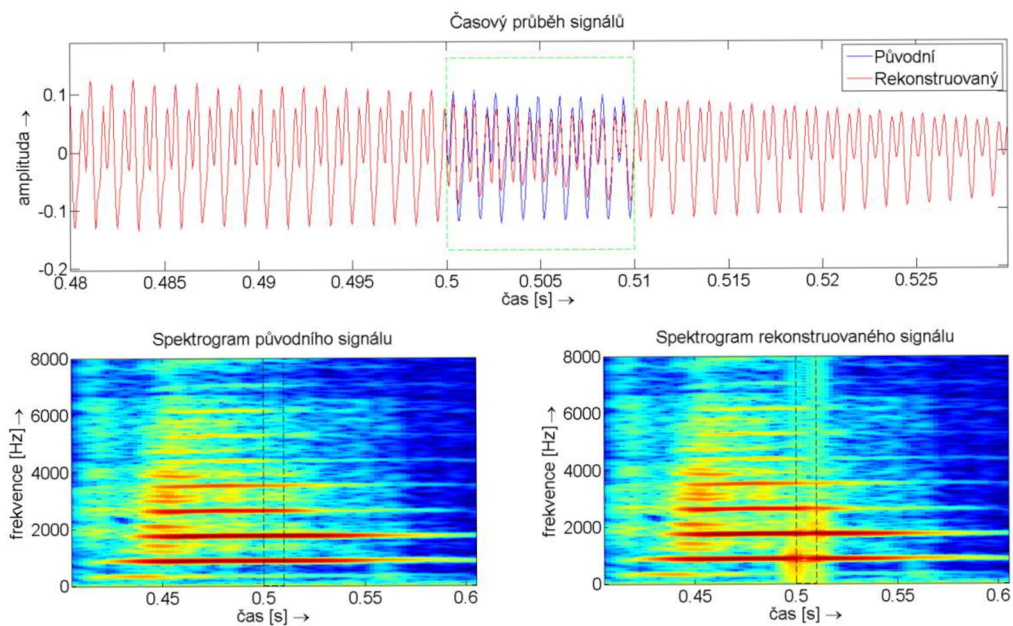 Časový průběh signálů
Původní
Rekonstruovaný
amplituda →
0.1
0
-0.1
-0.2
0.48 0.485 0.49 0.495 0.5 0.505 0.51 0.515 0.52 0.525
čas [s] →
Spektrogram původního signálu
frekvence [Hz] →
8000
6000
4000
2000
0
0.45 0.5 0.55 0.6
čas [s] →
Spektrogram rekonstruovaného signálu
frekvence [Hz] →
8000
6000
4000
2000
0
0.45 0.5 0.55 0.6
čas [s] →